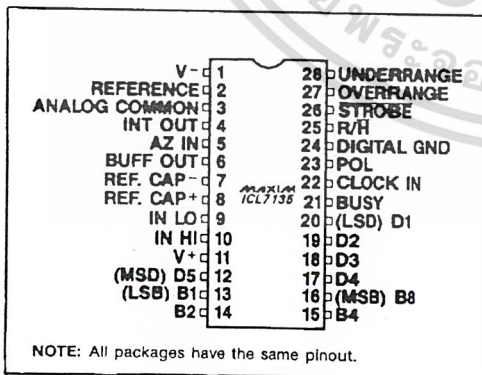 V- 1 28 UNDERRANGE
REFERENCE 2 27 OVERRANGE
ANALOG COMMON 3 26 STROBE
INT OUT 4 25 R/H
AZ IN 5 24 DIGITAL GND
BUFF OUT 6 23 POL
REF. CAP- 7 MAXIM 22 CLOCK IN
REF. CAP+ 8 ICL7135 21 BUSY
IN LO 9 20 (LSD) D1
IN HI 10 19 D2
V+ 11 18 D3
(MSD) D5 12 17 D4
(LSB) B1 13 16 (MSB) B8
B2 14 15 B4
NOTE: All packages have the same pinout.